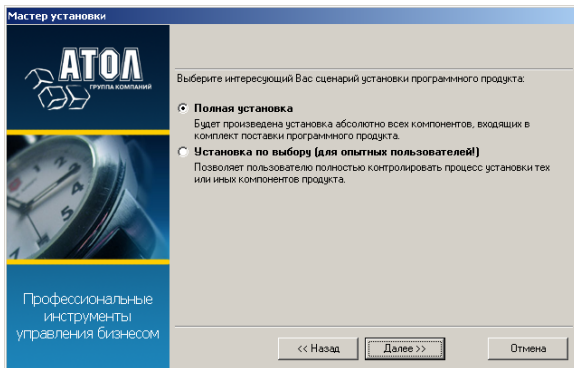 Мастер установки
АТОЛ
ГРУППА КОМПАНИЙ
Выберите интересующий Вас сценарий установки программного продукта:
Полная установка
Будет произведена установка абсолютно всех компонентов, входящих в
комплект поставки программного продукта.
Установка по выбору (для опытных пользователей!)
Позволяет пользователю полностью контролировать процесс установки тех
или иных компонентов продукта.
Профессиональные
инструменты
управления бизнесом
<< Назад
Далее >>
Отмена